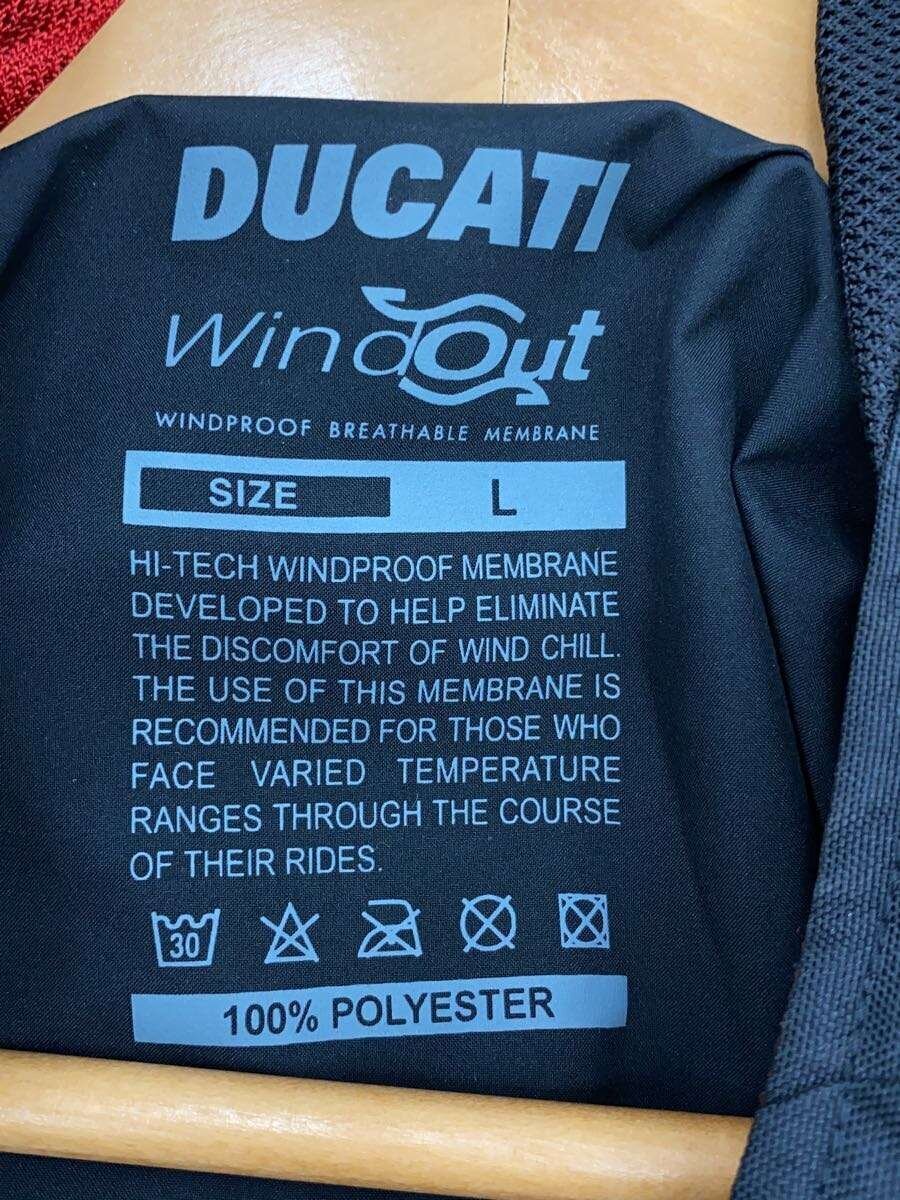 DUCATI
WindOut
WINDPROOF BREATHABLE MEMBRANE
SIZE L
HI-TECH WINDPROOF MEMBRANE
DEVELOPED TO HELP ELIMINATE
THE DISCOMFORT OF WIND CHILL.
THE USE OF THIS MEMBRANE IS
RECOMMENDED FOR THOSE WHO
FACE VARIED TEMPERATURE
RANGES THROUGH THE COURSE
OF THEIR RIDES.
30
100% POLYESTER